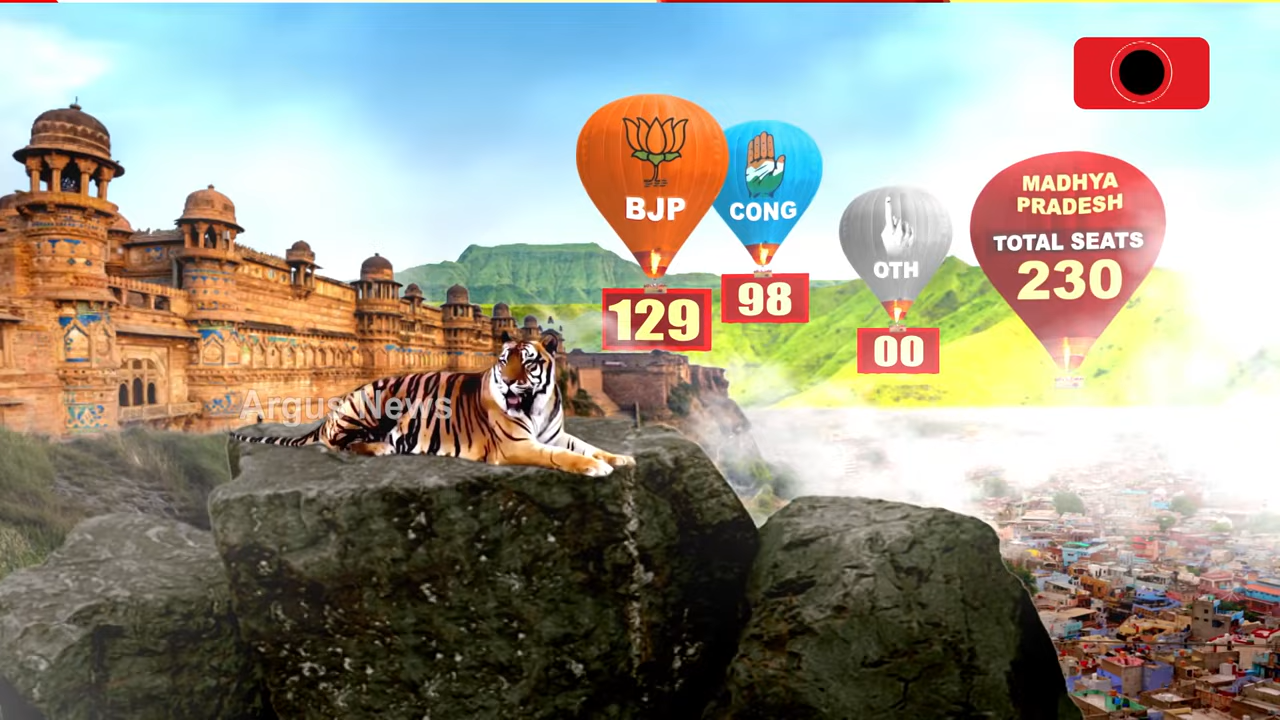 BJP
129
CONG
98
OTH
00
MADHYA
PRADESH
TOTAL SEATS
230
Argus News